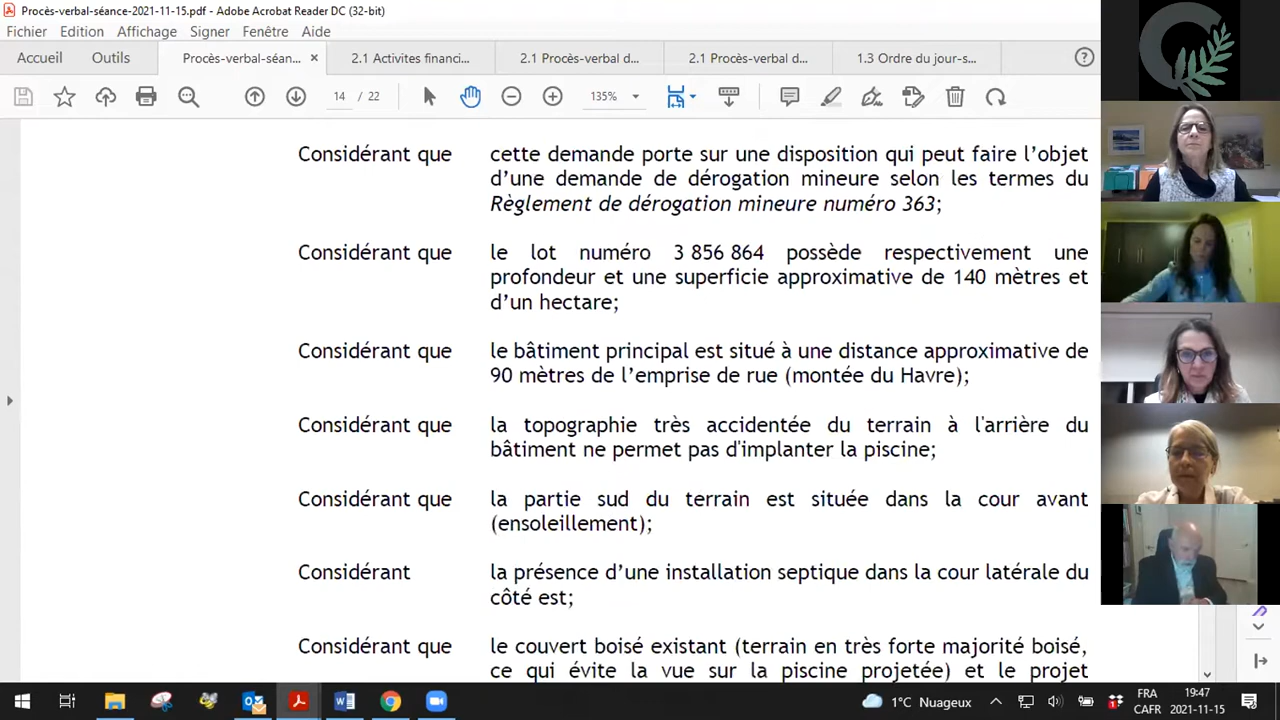 Procès-verbal-séance-2021-11-15.pdf - Adobe Acrobat Reader DC (32-bit)
Fichier Edition Affichage Signer Fenêtre Aide
Accueil Outils Procès-verbal-séan... × 2.1 Activites financi... 2.1 Procès-verbal d... 2.1 Procès-verbal d... 1.3 Ordre du jour-s...
14 / 22 135%
Considérant que cette demande porte sur une disposition qui peut faire l’objet
d’une demande de dérogation mineure selon les termes du
Règlement de dérogation mineure numéro 363;
Considérant que le lot numéro 3 856 864 possède respectivement une
profondeur et une superficie approximative de 140 mètres et
d’un hectare;
Considérant que le bâtiment principal est situé à une distance approximative de
90 mètres de l’emprise de rue (montée du Havre);
Considérant que la topographie très accidentée du terrain à l'arrière du
bâtiment ne permet pas d'implanter la piscine;
Considérant que la partie sud du terrain est située dans la cour avant
(ensoleillement);
Considérant la présence d’une installation septique dans la cour latérale du
côté est;
Considérant que le couvert boisé existant (terrain en très forte majorité boisé,
ce qui évite la vue sur la piscine projetée) et le projet
1°C Nuageux
FRA
CAFR
19:47
2021-11-15